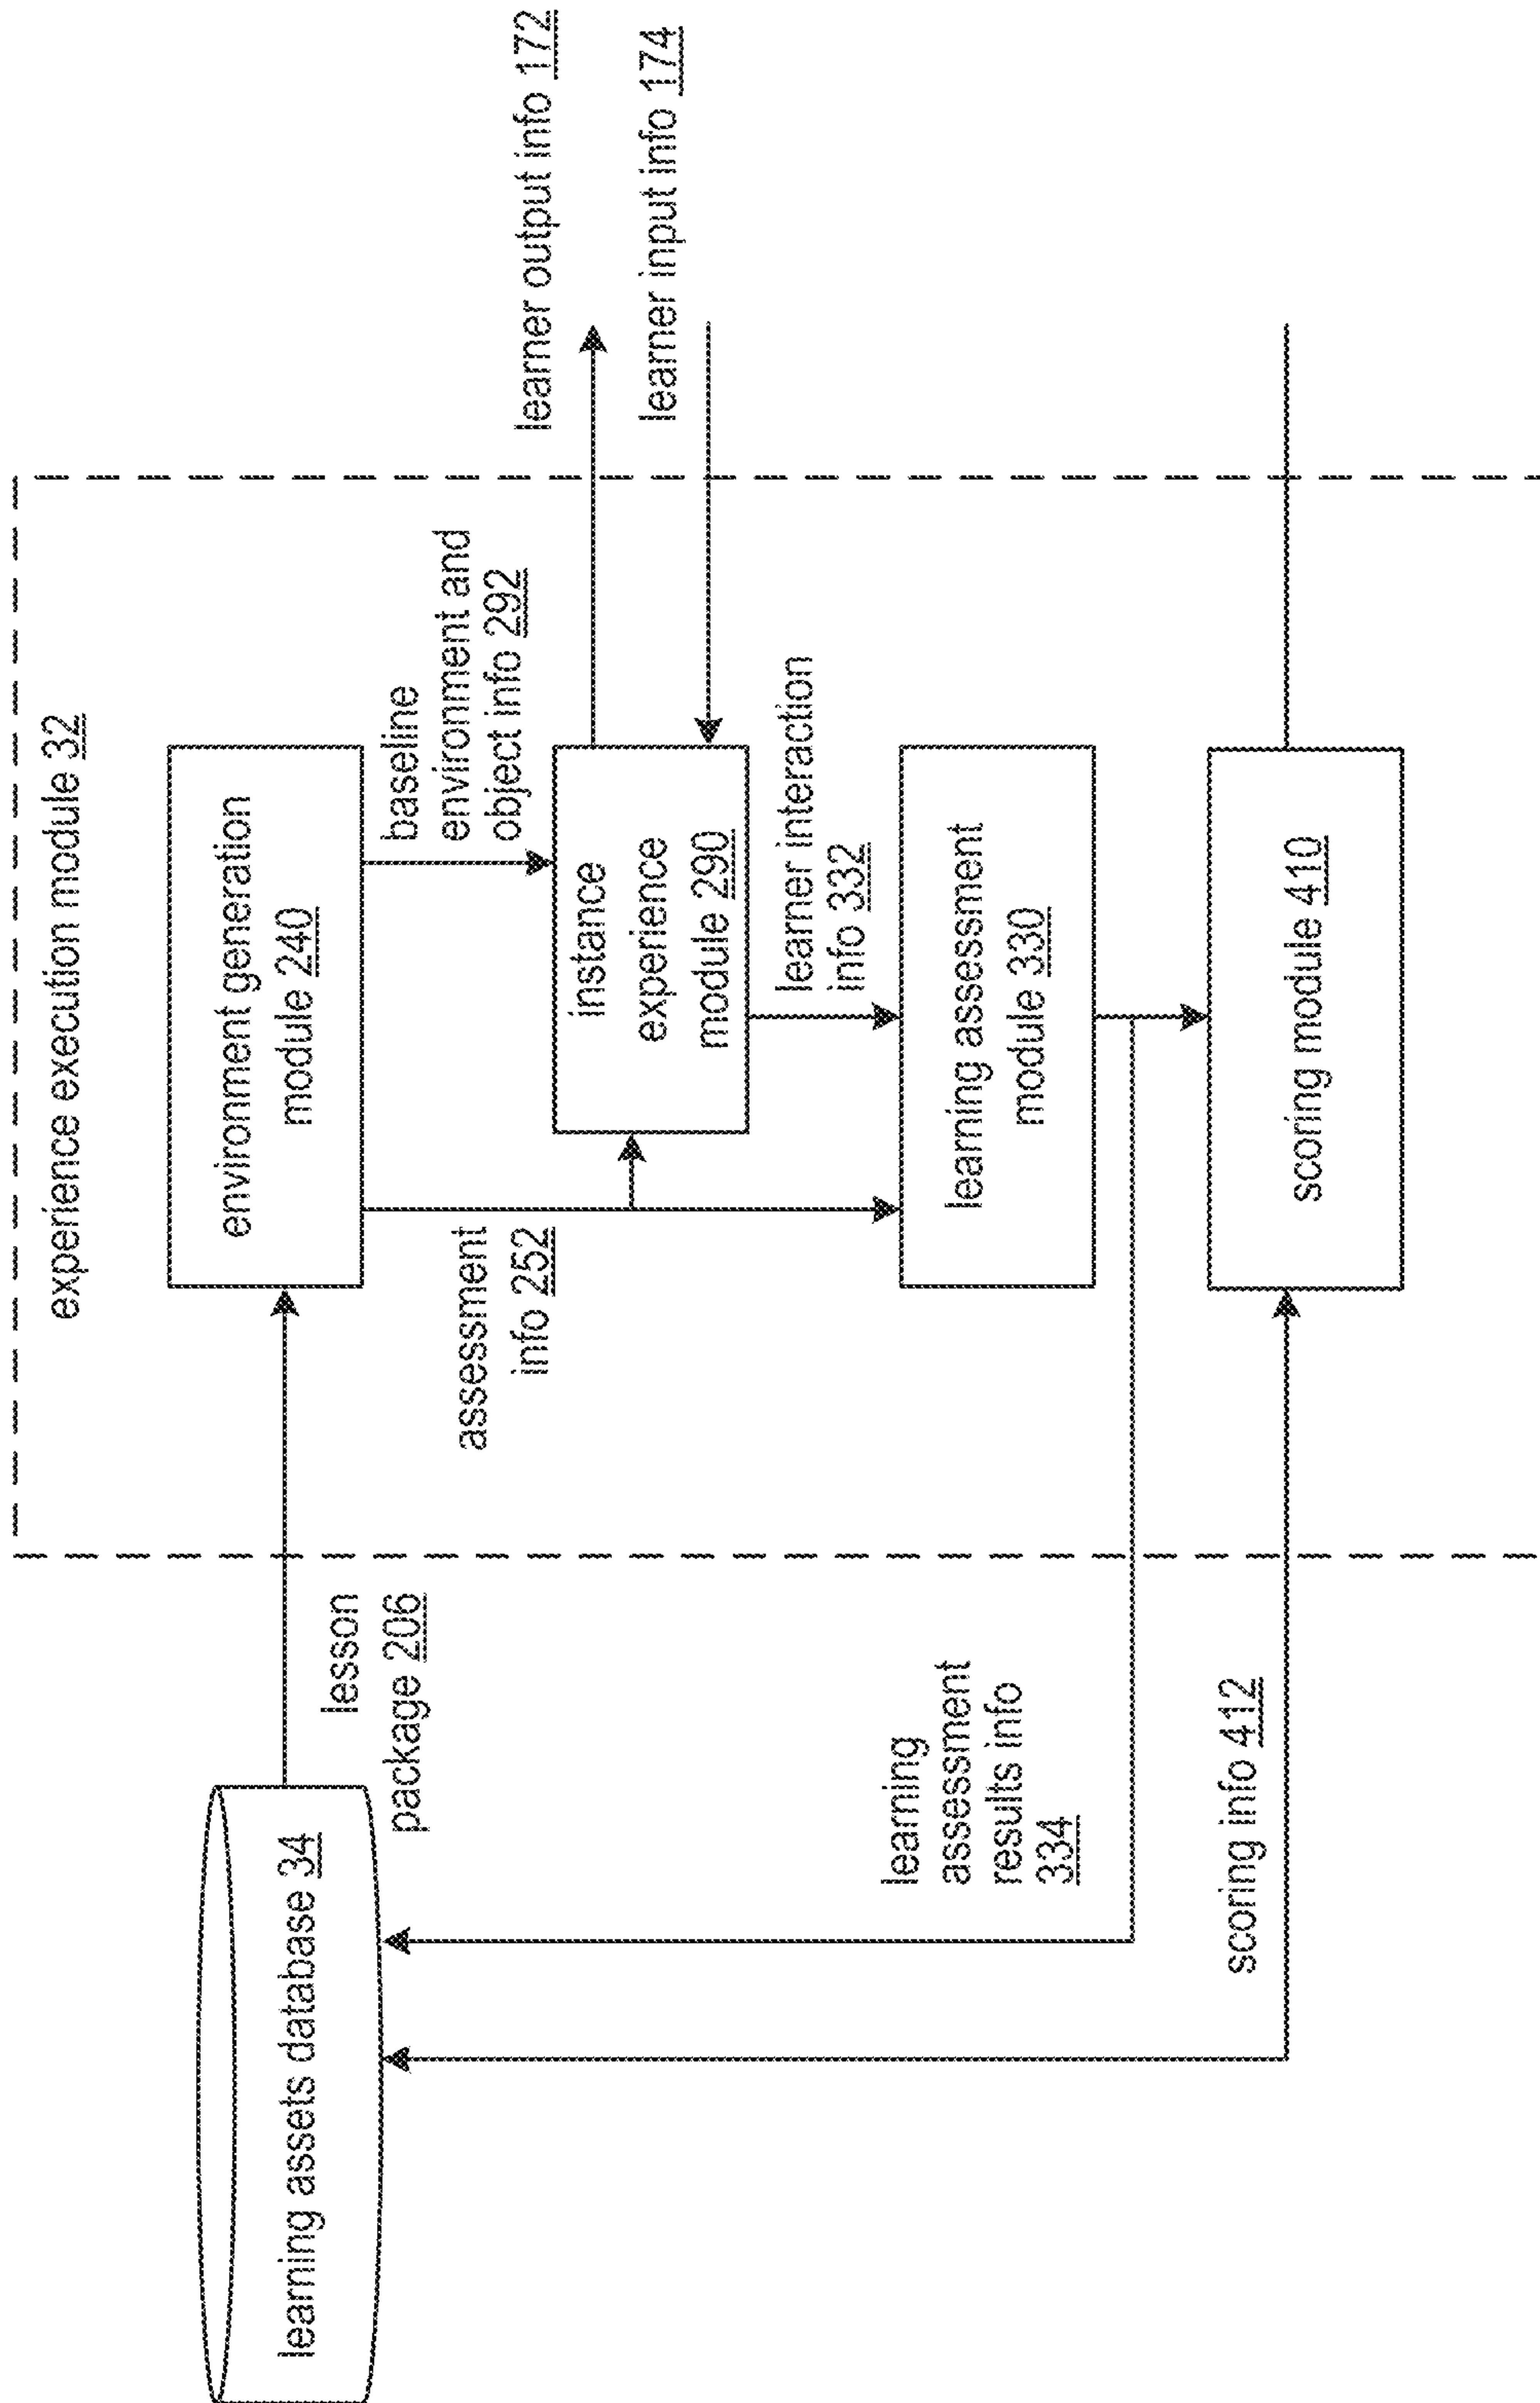 experience execution module 32
learning assets database 34
lesson
package 206
environment generation
module 240
assessment
info 252
baseline
environment and
object info 292
instance
experience
module 290
learner output info 172
learner input info 174
learner interaction
info 332
learning assessment
module 330
learning
assessment
results info
334
scoring info 412
scoring module 410